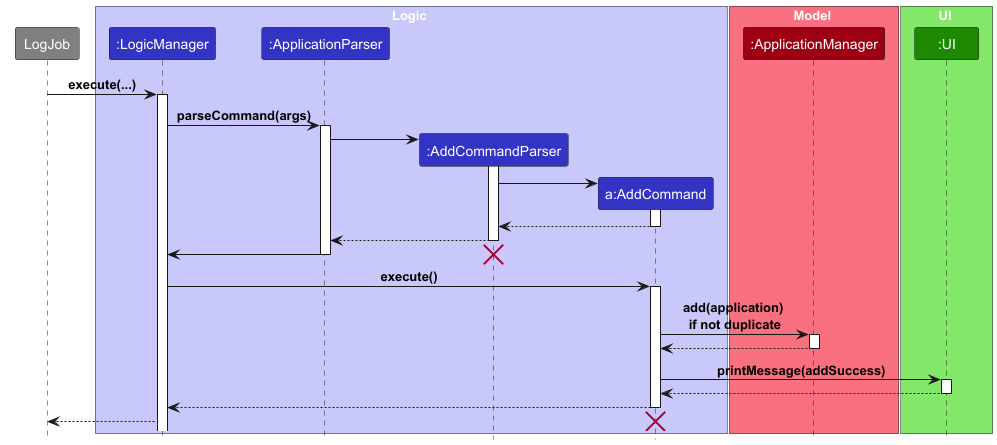 Logic
Model
UI
LogJob
:LogicManager
:ApplicationParser
:ApplicationManager
:UI
execute(...)
parseCommand(args)
:AddCommandParser
a:AddCommand
execute()
add(application)
if not duplicate
printMessage(addSuccess)